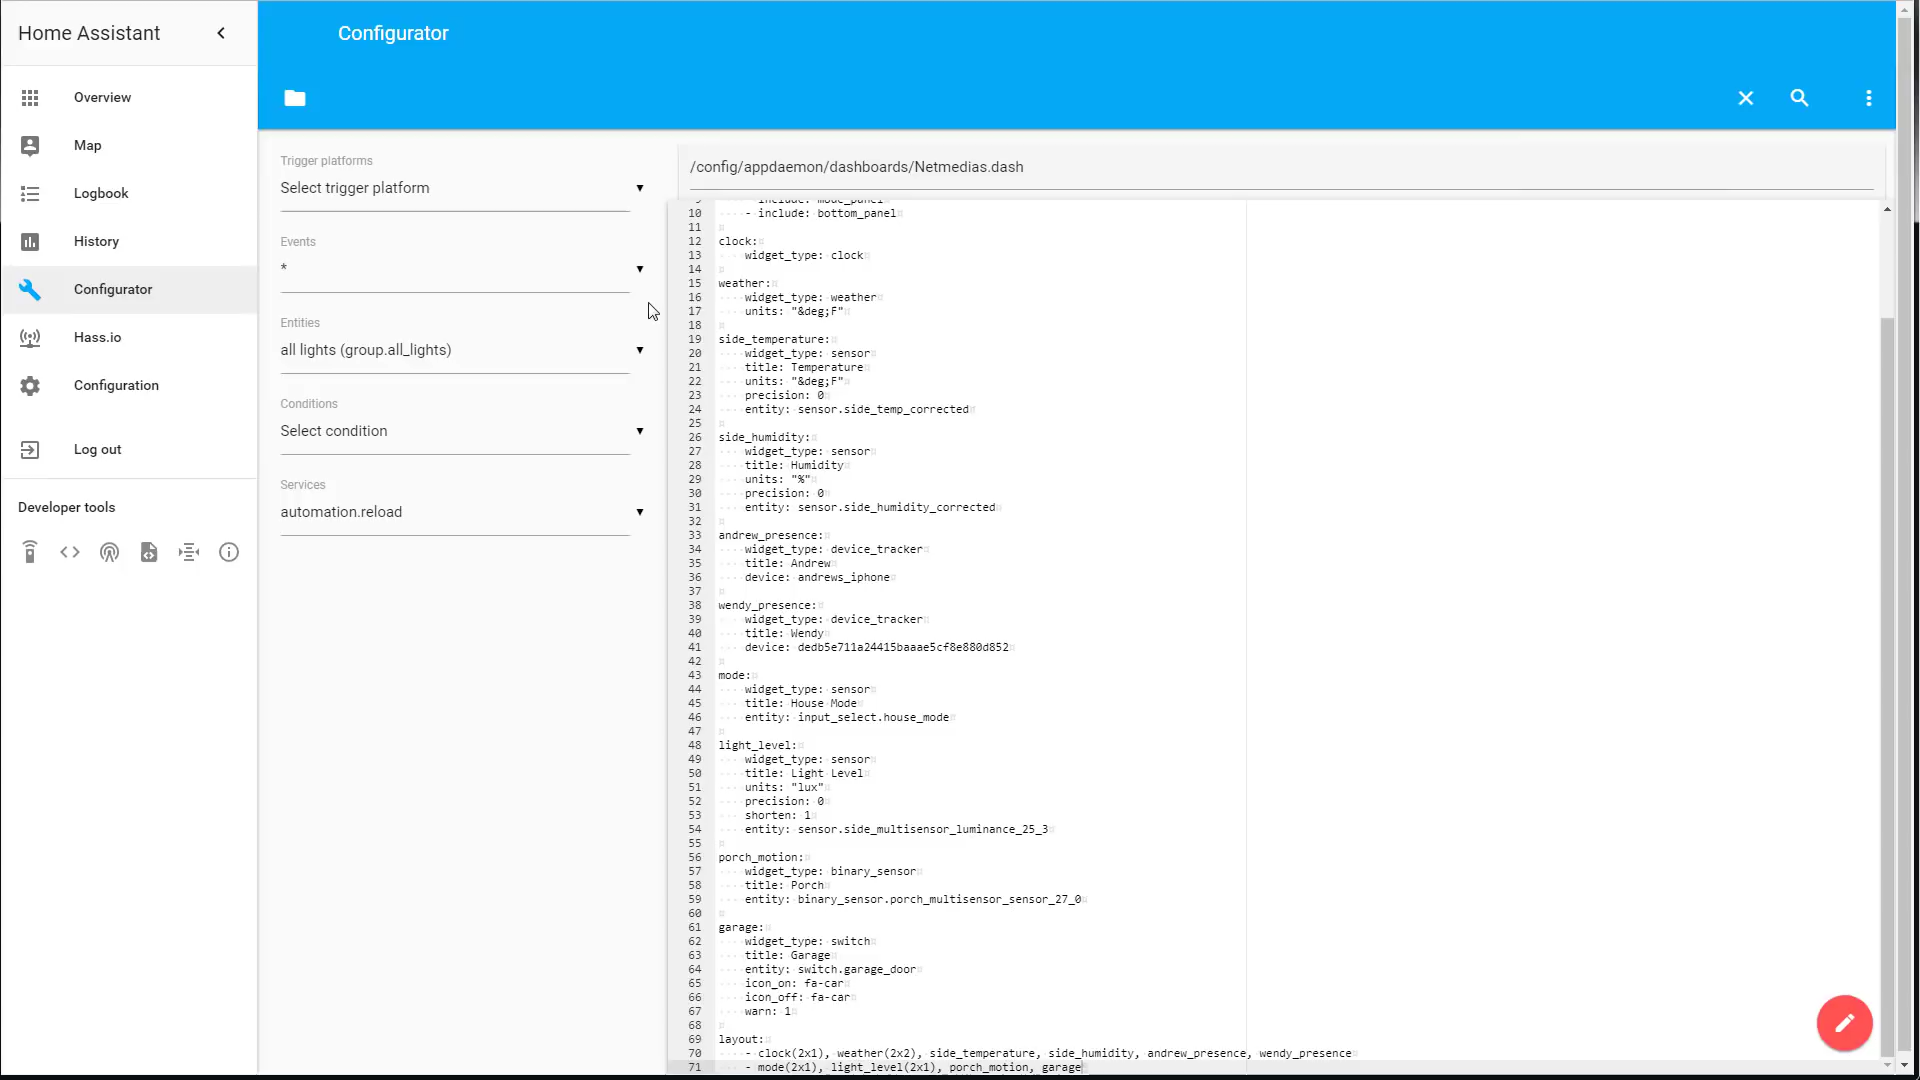 Home Assistant
Configurator
Overview
Map
Logbook
History
Configurator
Hass.io
Configuration
Log out
Developer tools
Trigger platforms
Select trigger platform
Events
*
Entities
all lights (group.all_lights)
Conditions
Select condition
Services
automation.reload
/config/appdaemon/dashboards/Netmedias.dash
9 - include: mode_panel
10 - include: bottom_panel
11
12 clock:
13 widget_type: clock
14
15 weather:
16 widget_type: weather
17 units: "&deg;F"
18
19 side_temperature:
20 widget_type: sensor
21 title: Temperature
22 units: "&deg;F"
23 precision: 0
24 entity: sensor.side_temp_corrected
25
26 side_humidity:
27 widget_type: sensor
28 title: Humidity
29 units: "%"
30 precision: 0
31 entity: sensor.side_humidity_corrected
32
33 andrew_presence:
34 widget_type: device_tracker
35 title: Andrew
36 device: andrews_iphone
37
38 wendy_presence:
39 widget_type: device_tracker
40 title: Wendy
41 device: dedb5e711a24415baaae5cf8e880d852
42
43 mode:
44 widget_type: sensor
45 title: House Mode
46 entity: input_select.house_mode
47
48 light_level:
49 widget_type: sensor
50 title: Light Level
51 units: "lux"
52 precision: 0
53 shorten: 1
54 entity: sensor.side_multisensor_luminance_25_3
55
56 porch_motion:
57 widget_type: binary_sensor
58 title: Porch
59 entity: binary_sensor.porch_multisensor_sensor_27_0
60
61 garage:
62 widget_type: switch
63 title: Garage
64 entity: switch.garage_door
65 icon_on: fa-car
66 icon_off: fa-car
67 warn: 1
68
69 layout:
70 - clock(2x1), weather(2x2), side_temperature, side_humidity, andrew_presence, wendy_presence
71 - mode(2x1), light_level(2x1), porch_motion, garage